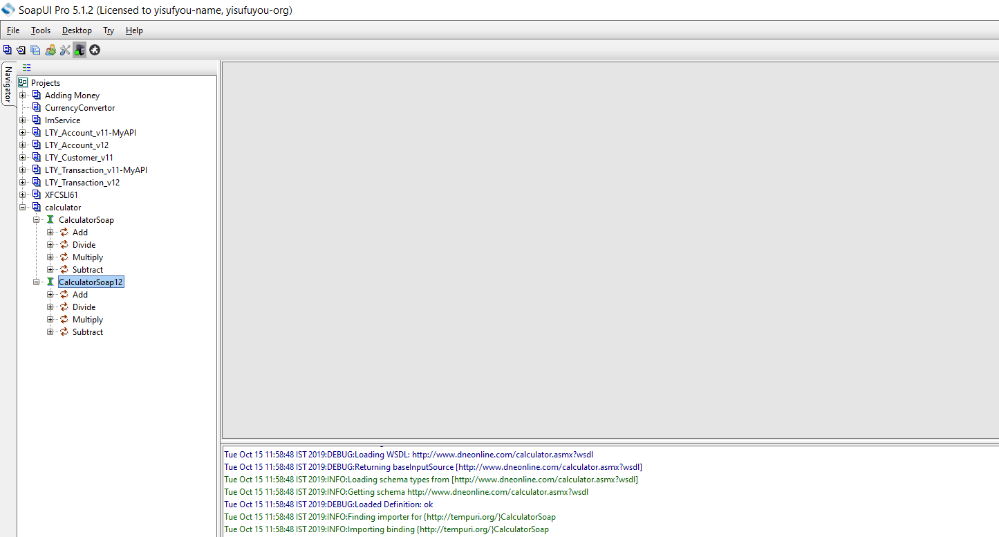 SoapUI Pro 5.1.2 (Licensed to yisufyou-name, yisufuyou-org)
File Tools Desktop Try Help
Navigator
Projects
Adding Money
CurrencyConvertor
IrnService
LTY_Account_v11-MyAPI
LTY_Account_v12
LTY_Customer_v11
LTY_Transaction_v11-MyAPI
LTY_Transaction_v12
XFCSLI61
calculator
CalculatorSoap
Add
Divide
Multiply
Subtract
CalculatorSoap12
Add
Divide
Multiply
Subtract
Tue Oct 15 11:58:48 IST 2019:DEBUG:Loading WSDL: http://www.dneonline.com/calculator.asmx?wsdl
Tue Oct 15 11:58:48 IST 2019:DEBUG:Returning baseInputSource [http://www.dneonline.com/calculator.asmx?wsdl]
Tue Oct 15 11:58:48 IST 2019:INFO:Loading schema types from [http://www.dneonline.com/calculator.asmx?wsdl]
Tue Oct 15 11:58:48 IST 2019:INFO:Getting schema http://www.dneonline.com/calculator.asmx?wsdl
Tue Oct 15 11:58:48 IST 2019:DEBUG:Loaded Definition: ok
Tue Oct 15 11:58:48 IST 2019:INFO:Finding importer for {http://tempuri.org/}CalculatorSoap
Tue Oct 15 11:58:48 IST 2019:INFO:Importing binding {http://tempuri.org/}CalculatorSoap